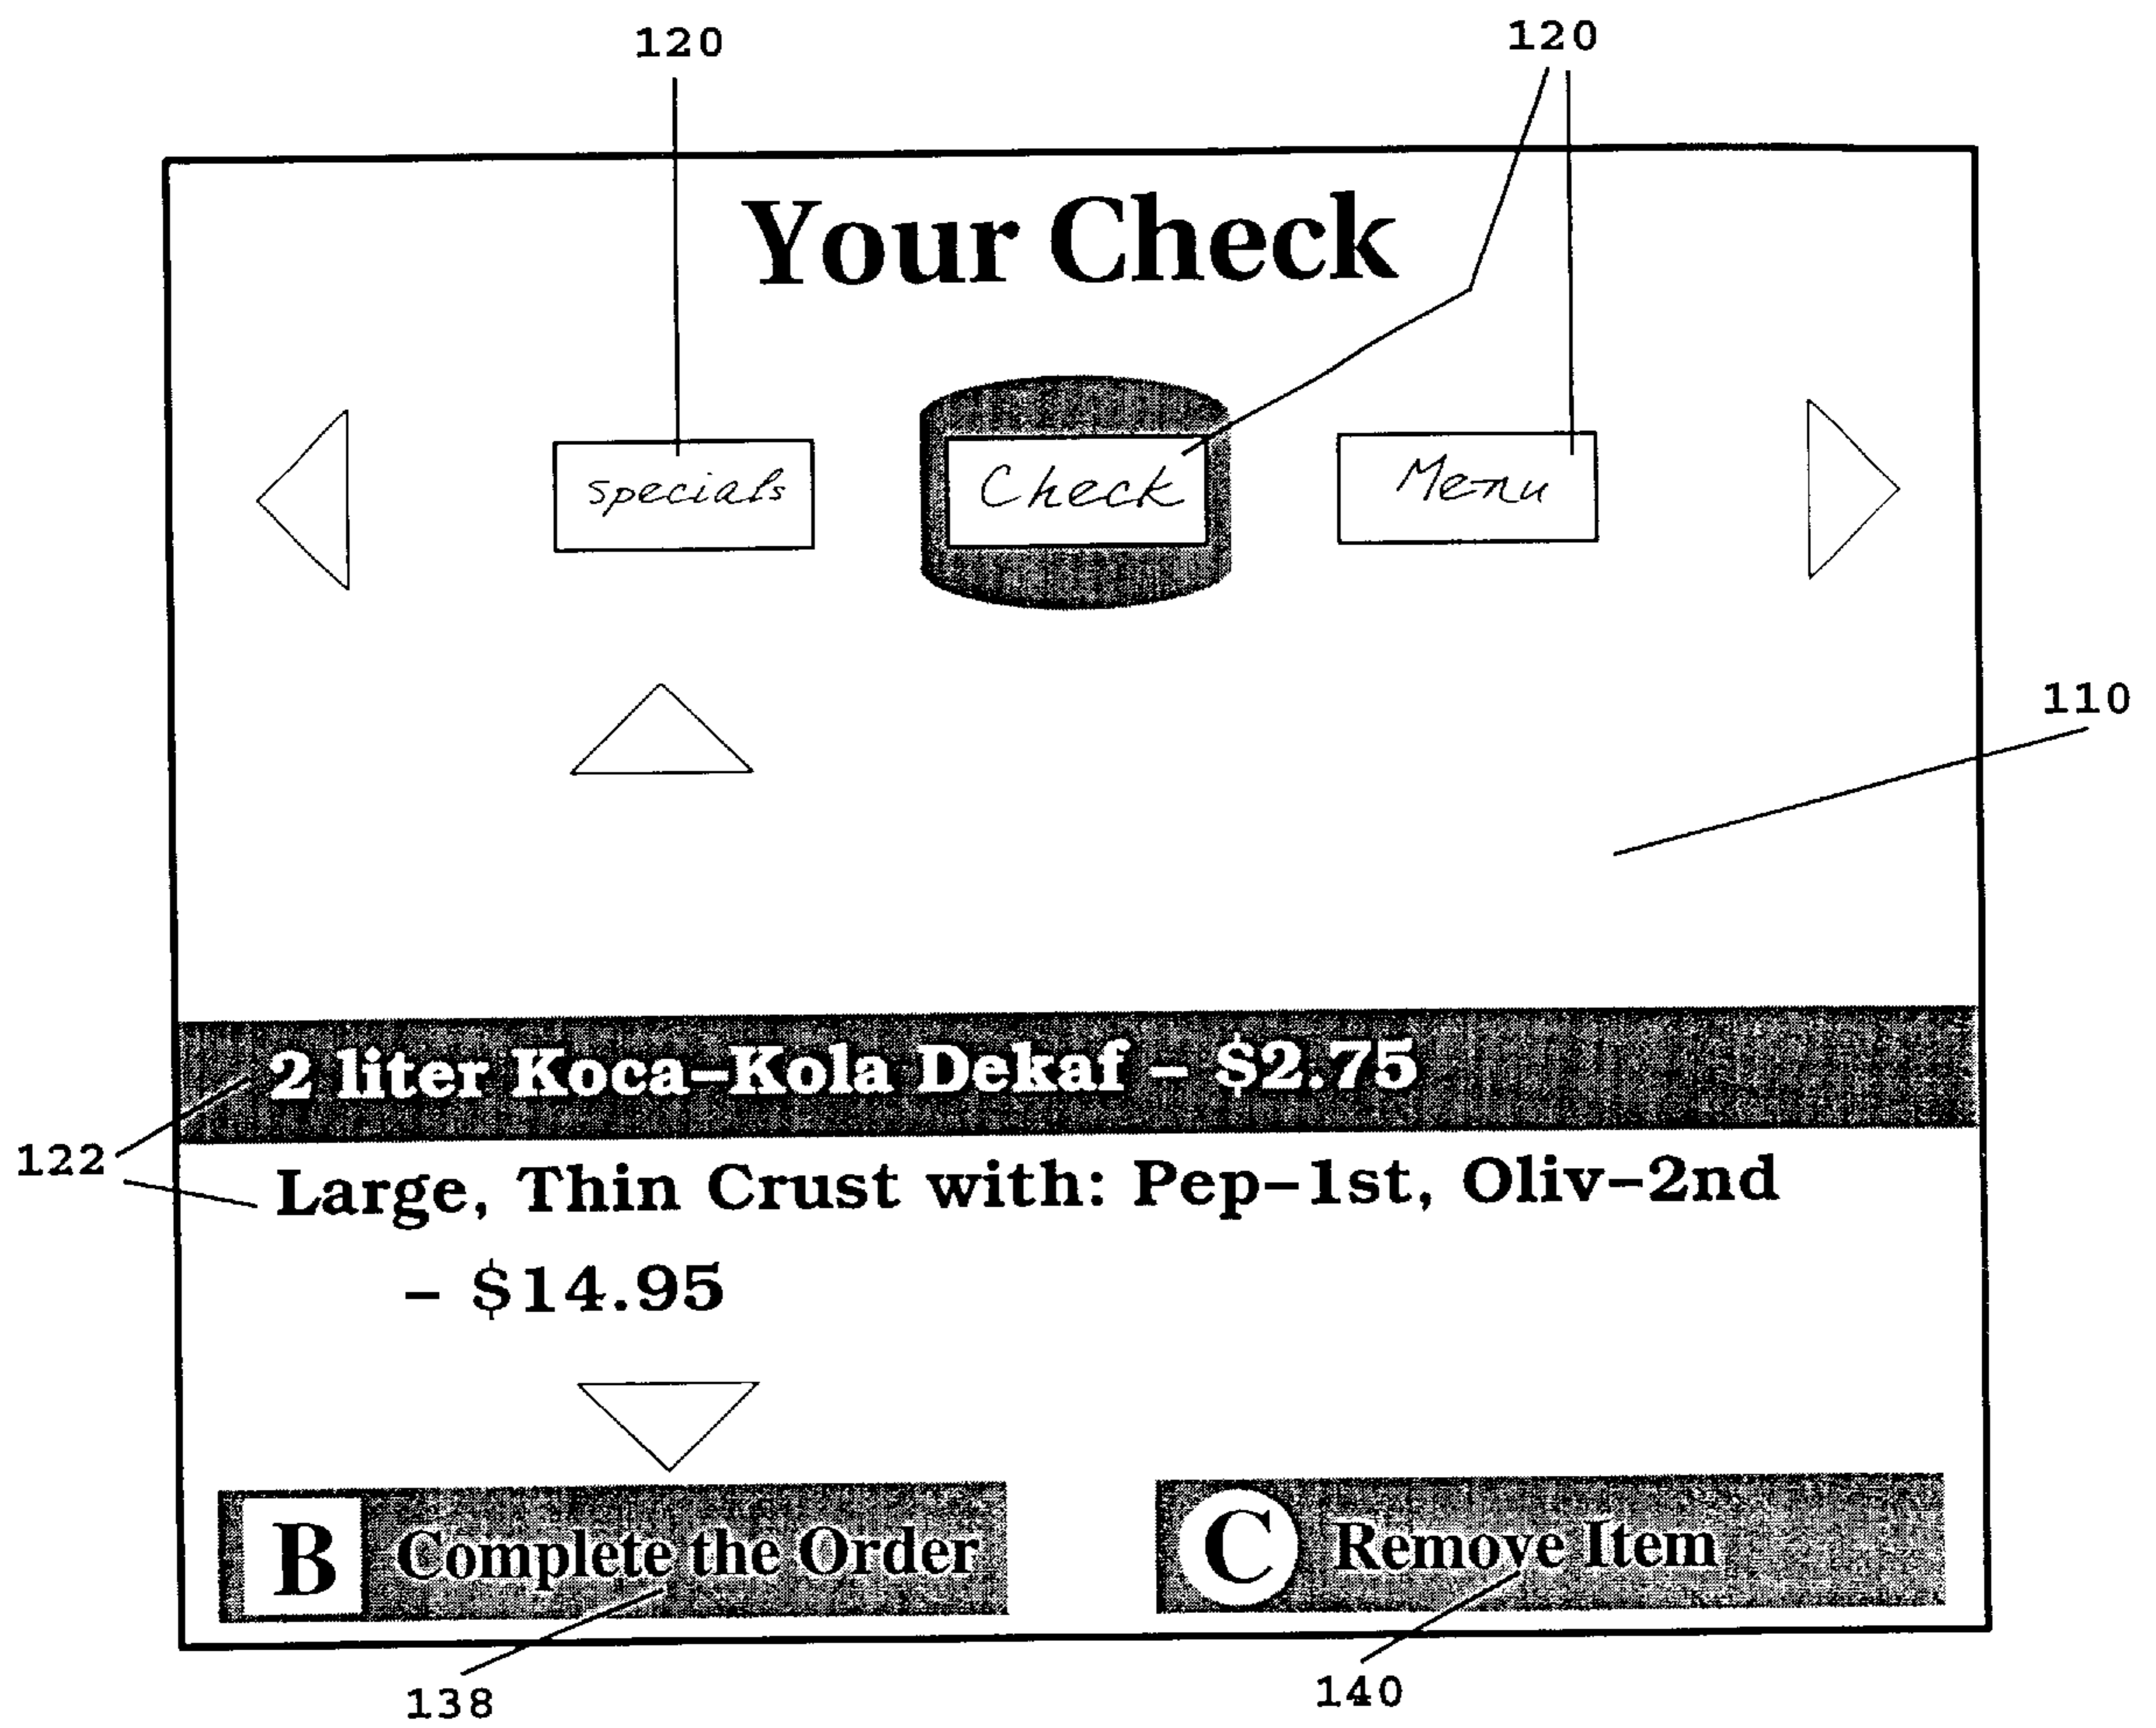 120 120
Your Check
specials Check Menu
110
2 liter Koca–Kola Dekaf – $2.75
122
Large, Thin Crust with: Pep–1st, Oliv–2nd
– $14.95
B Complete the Order C Remove Item
138 140